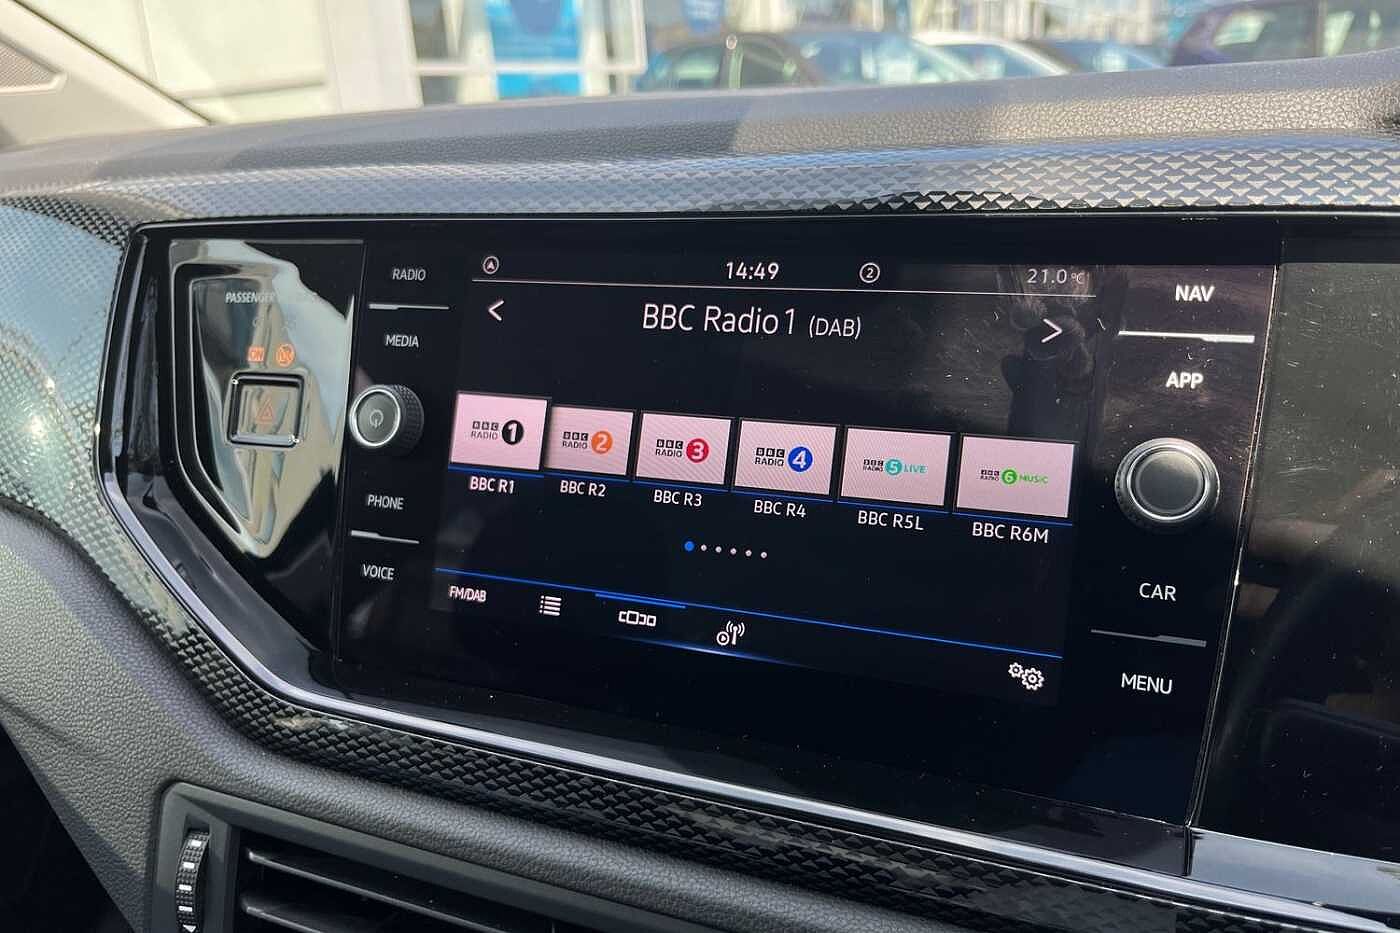 RADIO
MEDIA
PHONE
VOICE
PASSENGER
ON
A
14:49
2
21.0 °C
<
BBC Radio 1 (DAB)
>
BBC RADIO 1
BBC RADIO 2
BBC RADIO 3
BBC RADIO 4
BBC RADIO 5 LIVE
BBC RADIO 6 MUSIC
BBC R1
BBC R2
BBC R3
BBC R4
BBC R5L
BBC R6M
FM/DAB
NAV
APP
CAR
MENU